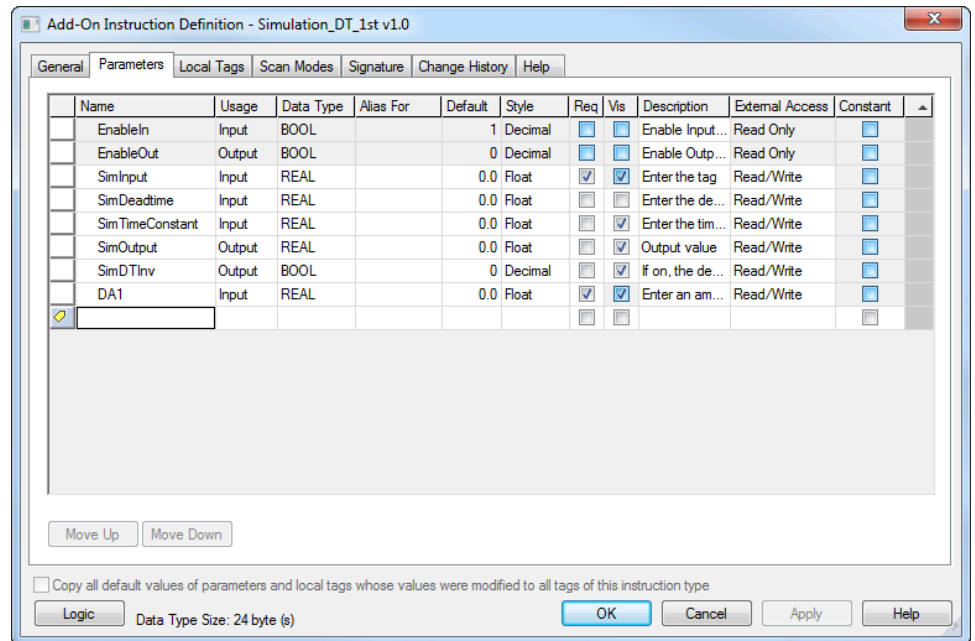 Add-On Instruction Definition - Simulation_DT_1st v1.0
General Parameters Local Tags Scan Modes Signature Change History Help
Name Usage Data Type Alias For Default Style Req Vis Description External Access Constant
EnableIn Input BOOL 1 Decimal Enable Input... Read Only
EnableOut Output BOOL 0 Decimal Enable Outp... Read Only
SimInput Input REAL 0.0 Float Enter the tag Read/Write
SimDeadtime Input REAL 0.0 Float Enter the de... Read/Write
SimTimeConstant Input REAL 0.0 Float Enter the tim... Read/Write
SimOutput Output REAL 0.0 Float Output value Read/Write
SimDTInv Output BOOL 0 Decimal If on, the de... Read/Write
DA1 Input REAL 0.0 Float Enter an am... Read/Write
Move Up Move Down
Copy all default values of parameters and local tags whose values were modified to all tags of this instruction type
Logic Data Type Size: 24 byte (s) OK Cancel Apply Help